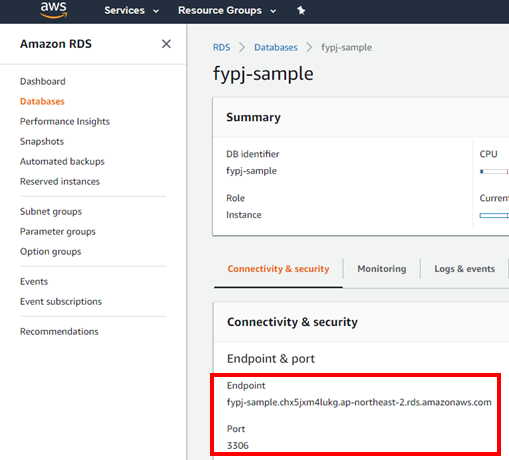 aws Services Resource Groups
Amazon RDS
Dashboard
Databases
Performance Insights
Snapshots
Automated backups
Reserved instances
Subnet groups
Parameter groups
Option groups
Events
Event subscriptions
Recommendations
RDS > Databases > fypj-sample
fypj-sample
Summary
DB identifier CPU
fypj-sample
Role Curren
Instance
Connectivity & security Monitoring Logs & events
Connectivity & security
Endpoint & port
Endpoint
fypj-sample.chx5jxm4lukg.ap-northeast-2.rds.amazonaws.com
Port
3306